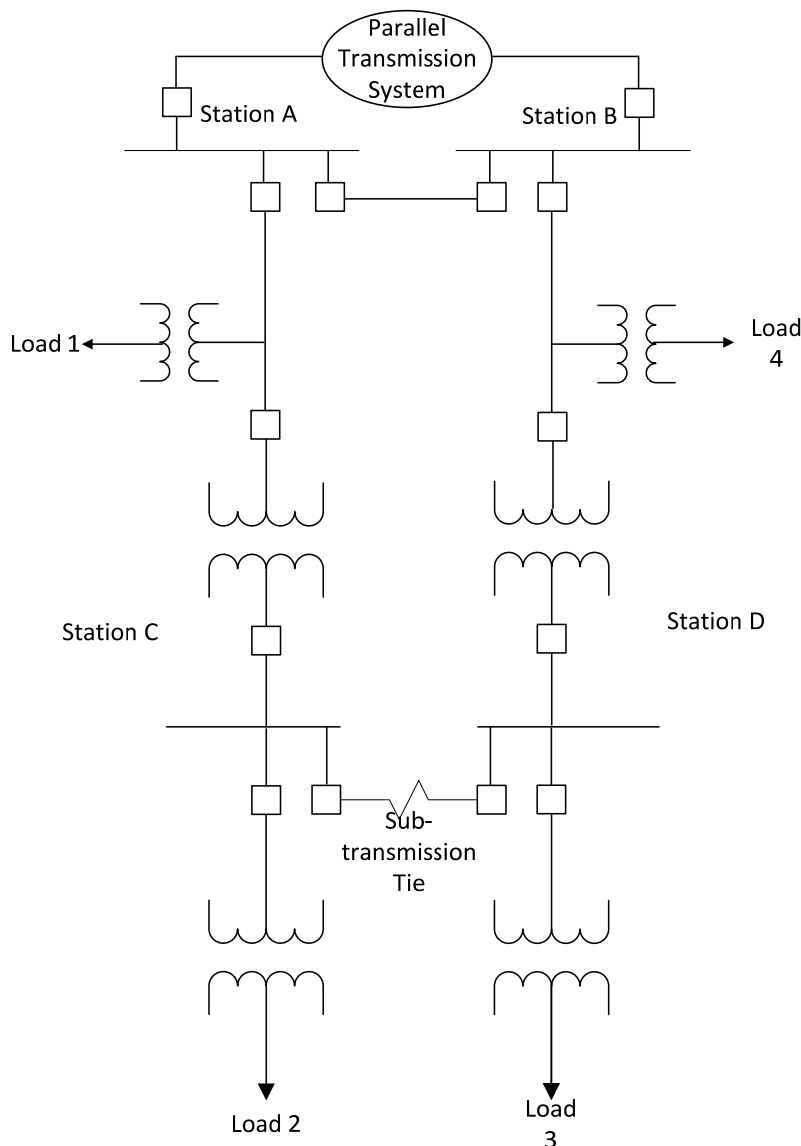 Parallel
Transmission
System
Station A
Station B
Load 1
Load
4
Station C
Station D
Sub-
transmission
Tie
Load 2
Load
3